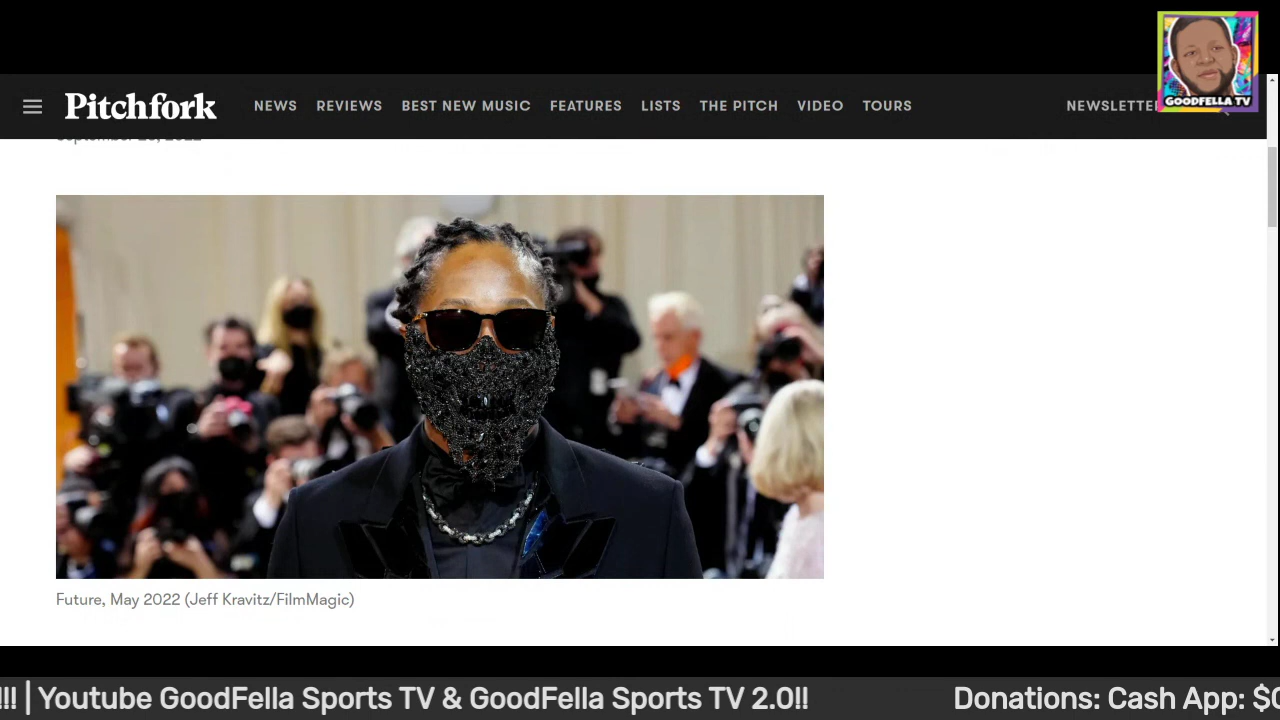 Pitchfork
NEWS REVIEWS BEST NEW MUSIC FEATURES LISTS THE PITCH VIDEO TOURS
GOODFELLA TV
Future, May 2022 (Jeff Kravitz/FilmMagic)
!!! | Youtube GoodFella Sports TV & GoodFella Sports TV 2.0!! Donations: Cash App: